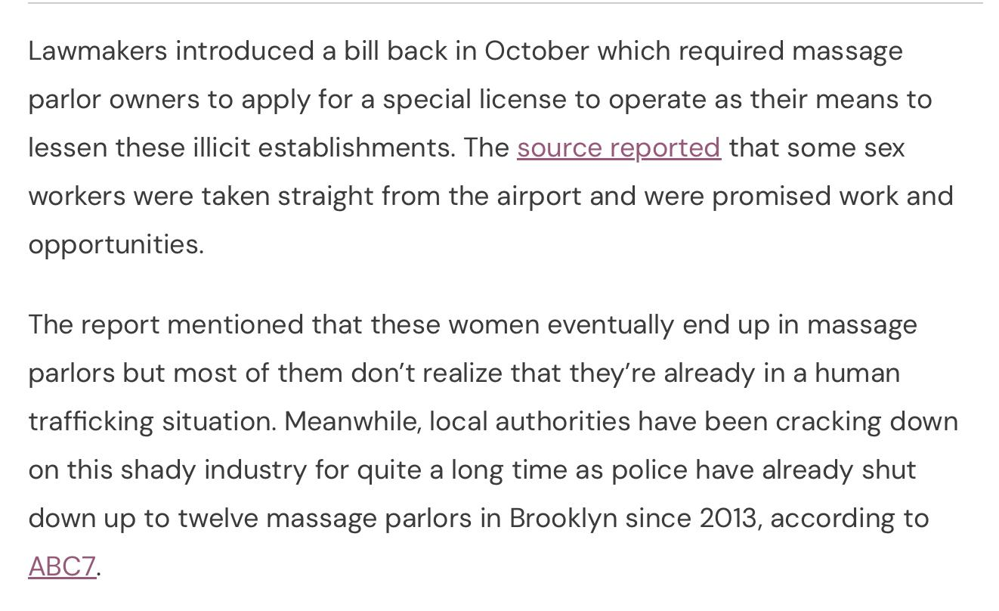 Lawmakers introduced a bill back in October which required massage
parlor owners to apply for a special license to operate as their means to
lessen these illicit establishments. The source reported that some sex
workers were taken straight from the airport and were promised work and
opportunities.
The report mentioned that these women eventually end up in massage
parlors but most of them don’t realize that they’re already in a human
trafficking situation. Meanwhile, local authorities have been cracking down
on this shady industry for quite a long time as police have already shut
down up to twelve massage parlors in Brooklyn since 2013, according to
ABC7.